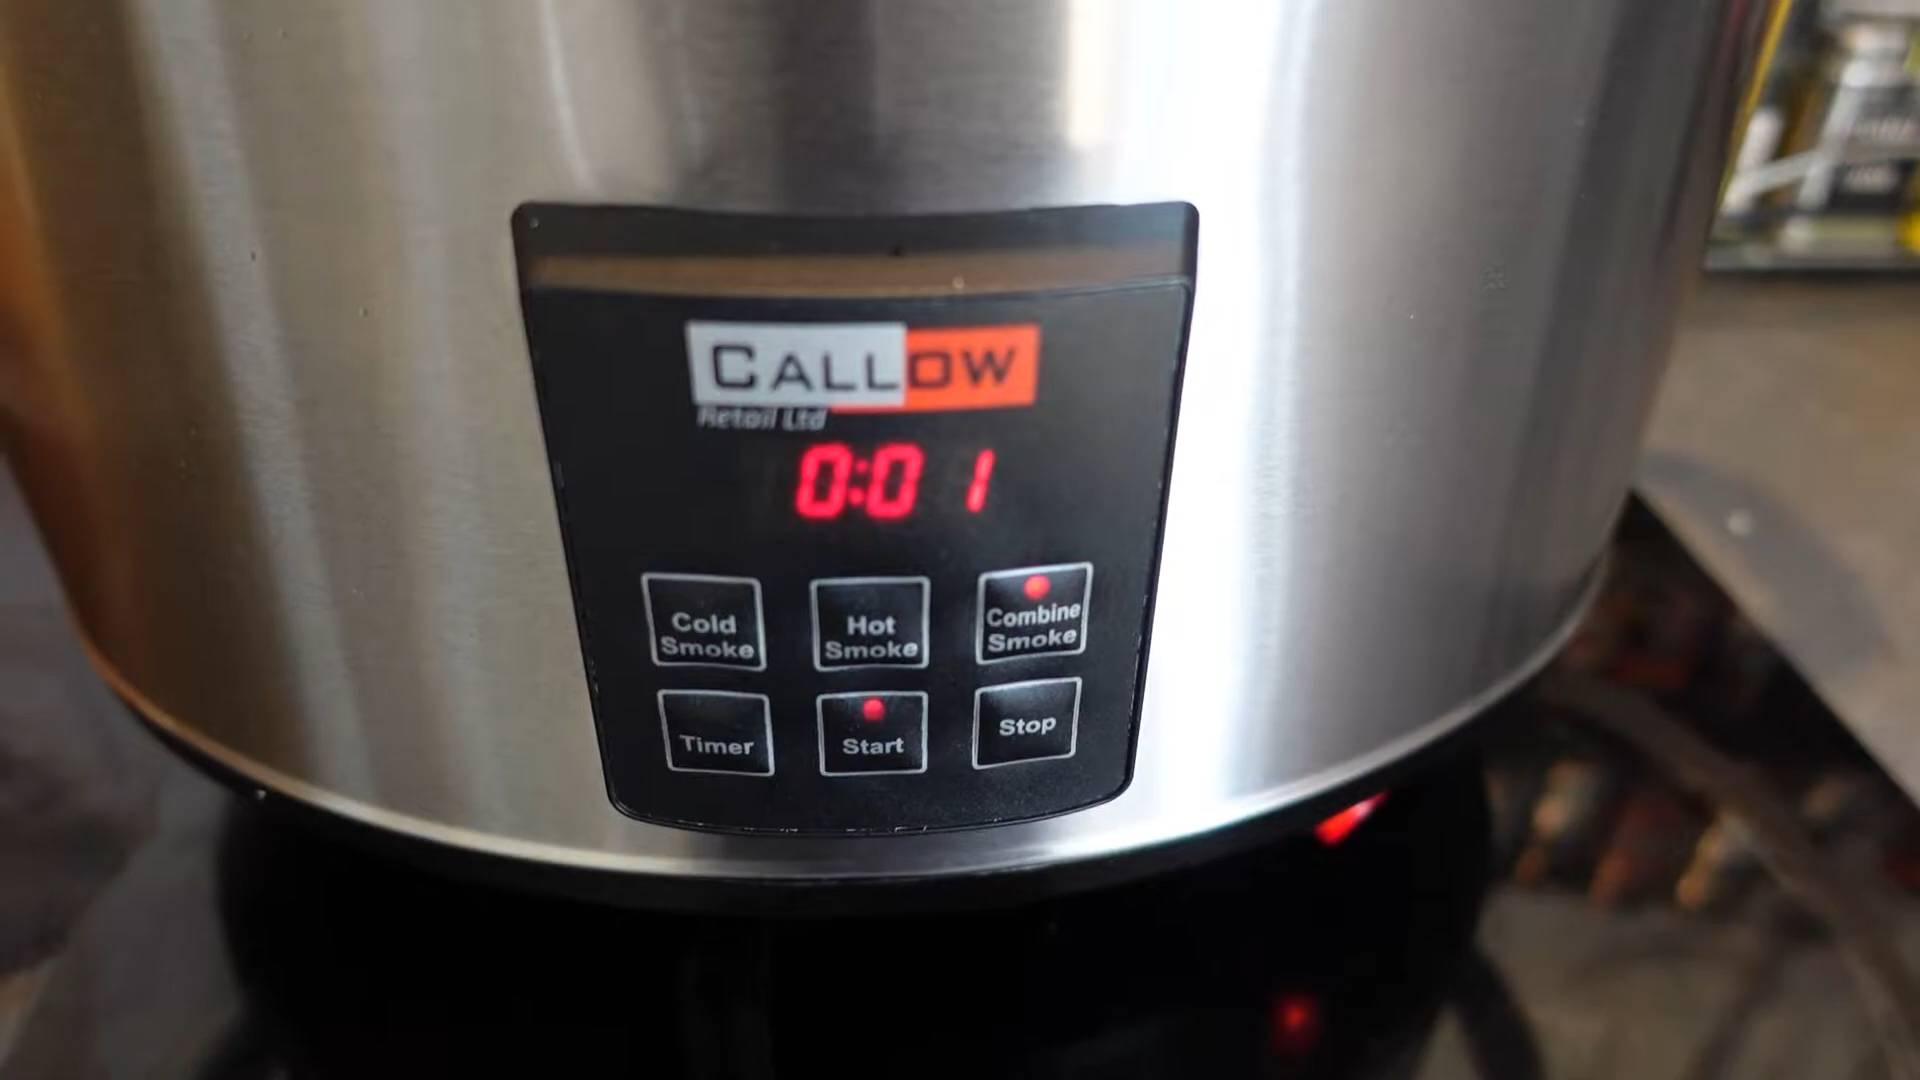 CALLOW
Retail Ltd
0:01
Cold Smoke
Hot Smoke
Combine Smoke
Timer
Start
Stop